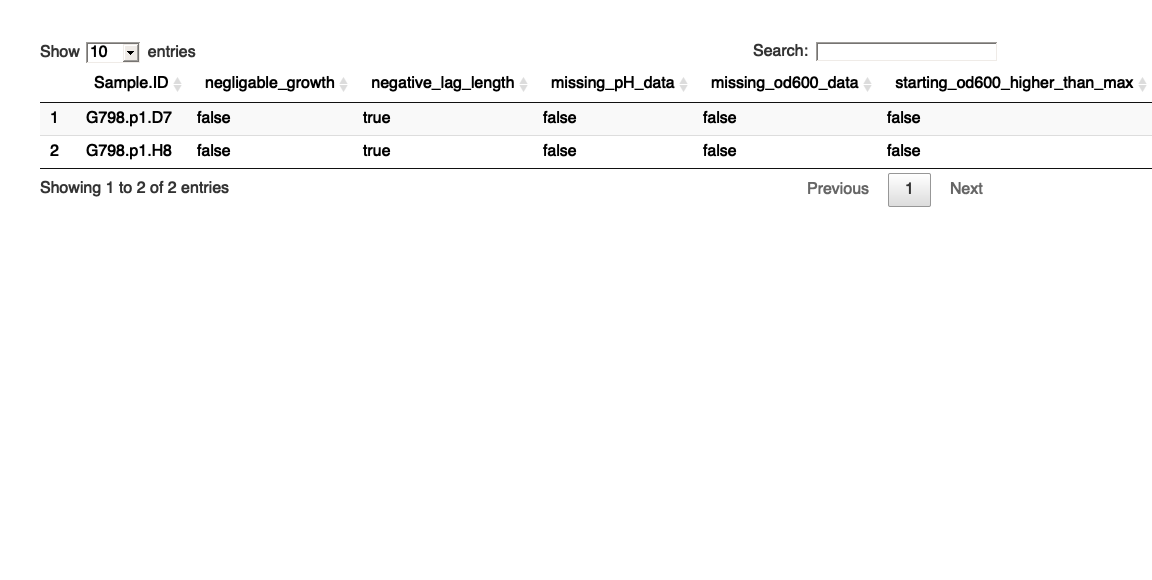 Show 10 entries Search:
Sample.ID negligable_growth negative_lag_length missing_pH_data missing_od600_data starting_od600_higher_than_max
1 G798.p1.D7 false true false false false
2 G798.p1.H8 false true false false false
Showing 1 to 2 of 2 entries Previous 1 Next